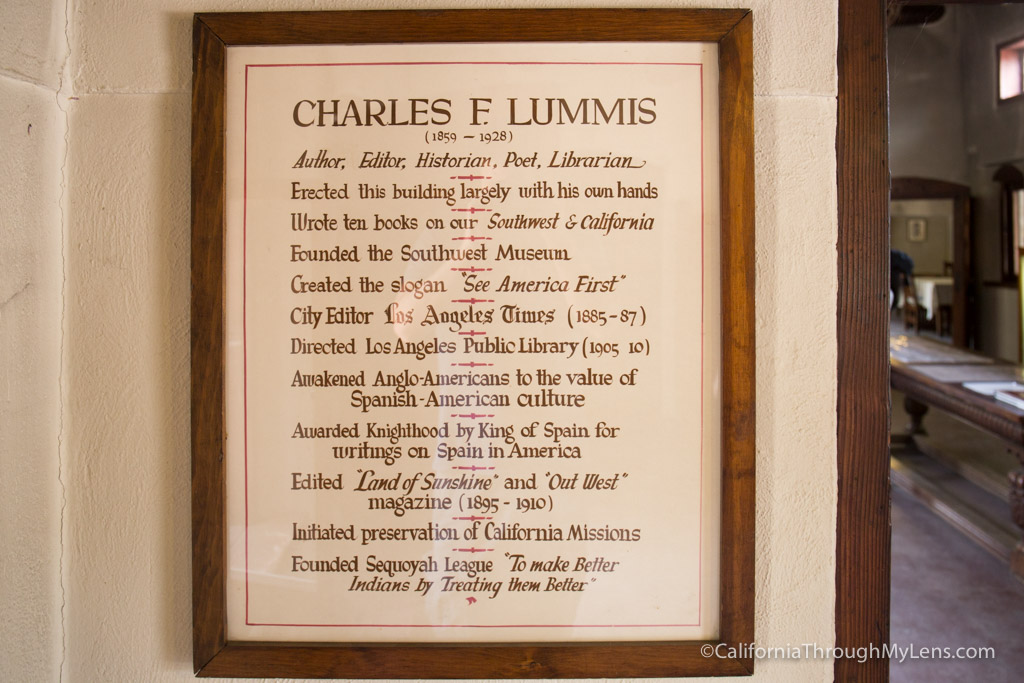 CHARLES F. LUMMIS
(1859 – 1928)
Author, Editor, Historian, Poet, Librarian
Erected this building largely with his own hands
Wrote ten books on our Southwest & California
Founded the Southwest Museum
Created the slogan "See America First"
City Editor Los Angeles Times (1885-87)
Directed Los Angeles Public Library (1905 10)
Awakened Anglo-Americans to the value of
Spanish-American culture
Awarded Knighthood by King of Spain for
writings on Spain in America
Edited "Land of Sunshine" and "Out West"
magazine (1895 - 1910)
Initiated preservation of California Missions
Founded Sequoyah League "To make Better
Indians by Treating them Better"
©CaliforniaThroughMyLens.com